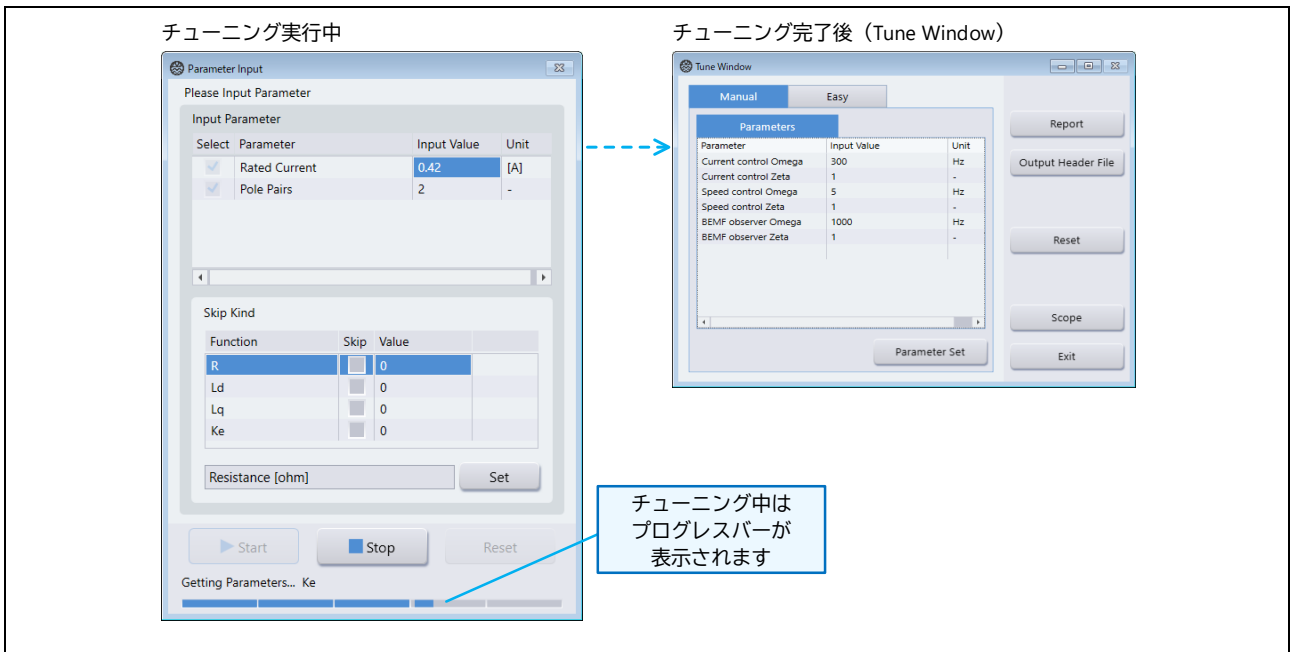 チューニング実行中
Parameter Input
Please Input Parameter
Input Parameter
Select Parameter Input Value Unit
Rated Current 0.42 [A]
Pole Pairs 2 -
Skip Kind
Function Skip Value
R 0
Ld 0
Lq 0
Ke 0
Resistance [ohm] Set
Start Stop Reset
Getting Parameters... Ke
チューニング中は
プログレスバーが
表示されます
チューニング完了後（Tune Window）
Tune Window
Manual Easy
Parameters
Parameter Input Value Unit
Current control Omega 300 Hz
Current control Zeta 1 -
Speed control Omega 5 Hz
Speed control Zeta 1 -
BEMF observer Omega 1000 Hz
BEMF observer Zeta 1 -
Parameter Set
Report
Output Header File
Reset
Scope
Exit